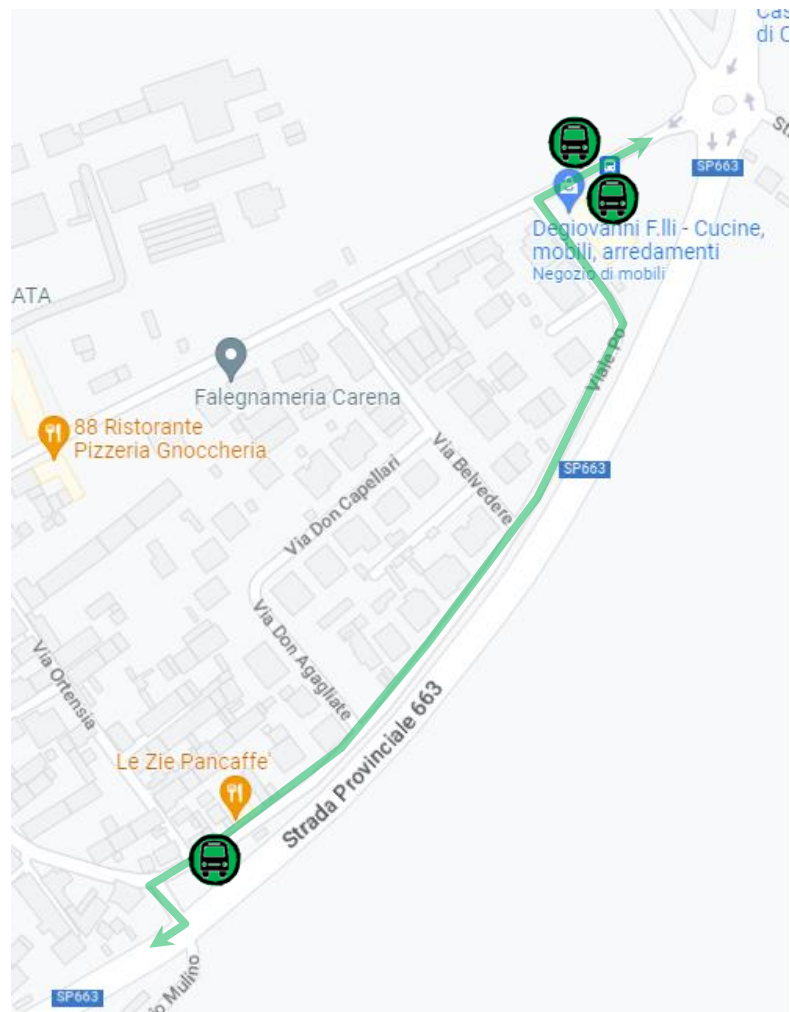 Cas
di C
St
SP663
Degiovanni F.lli - Cucine,
mobili, arredamenti
Negozio di mobili
ATA
Viale Po
Falegnameria Carena
88 Ristorante
Pizzeria Gnoccheria
Via Belvedere
SP663
Via Don Capellari
Via Don Agagliate
Via Ortensia
Strada Provinciale 663
Le Zie Pancaffe'
Mulino
SP663